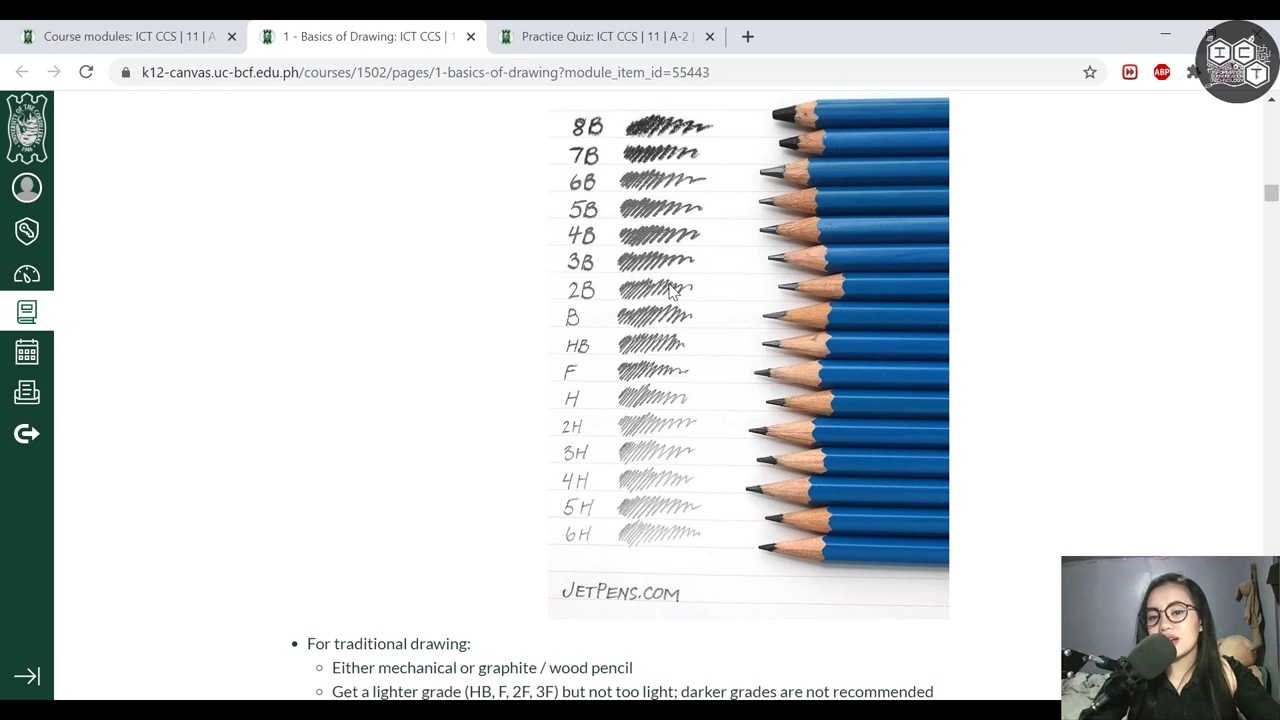 Course modules: ICT CCS | 11 | A
1 - Basics of Drawing: ICT CCS | 1
Practice Quiz: ICT CCS | 11 | A-2 |
k12-canvas.uc-bcf.edu.ph/courses/1502/pages/1-basics-of-drawing?module_item_id=55443
ABP
ICT
8B
7B
6B
5B
4B
3B
2B
B
HB
F
H
2H
3H
4H
5H
6H
JETPENS.COM
For traditional drawing:
Either mechanical or graphite / wood pencil
Get a lighter grade (HB, F, 2F, 3F) but not too light; darker grades are not recommended